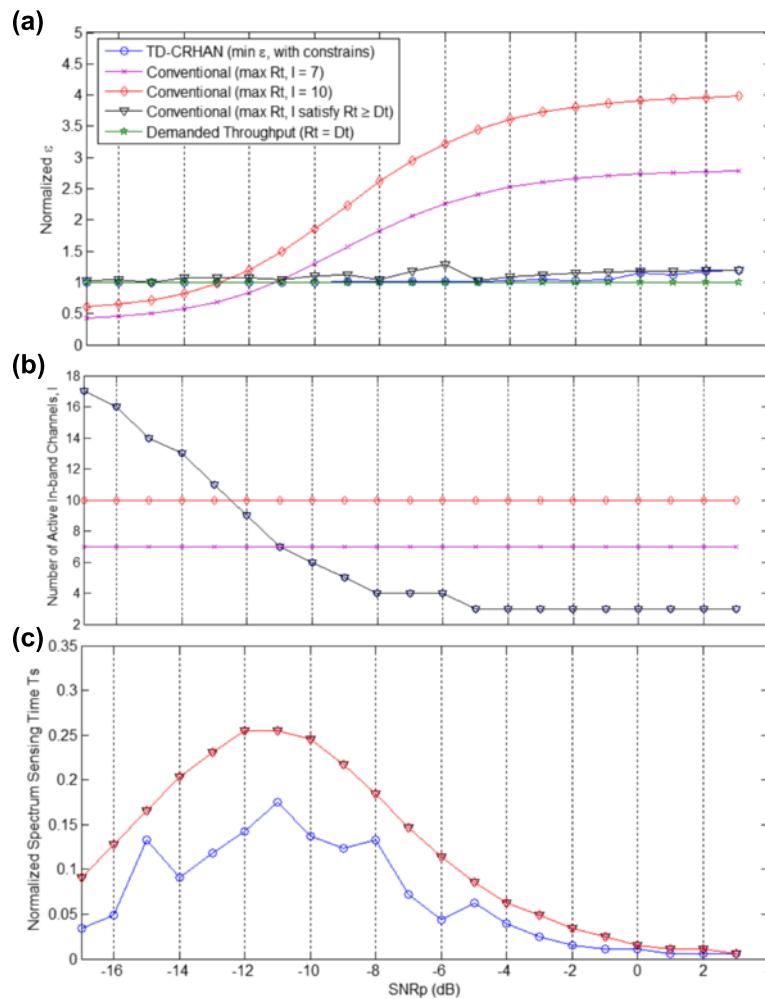 (a)
5
4.5
4
3.5
3
2.5
2
1.5
1
0.5
0
Normalized ε
TD-CRHAN (min ε, with constrains)
Conventional (max Rt, I = 7)
Conventional (max Rt, I = 10)
Conventional (max Rt, I satisfy Rt ≥ Dt)
Demanded Throughput (Rt = Dt)
(b)
18
16
14
12
10
8
6
4
2
Number of Active In-band Channels, I
(c)
0.35
0.3
0.25
0.2
0.15
0.1
0.05
0
Normalized Spectrum Sensing Time Ts
-16 -14 -12 -10 -8 -6 -4 -2 0 2
SNRp (dB)